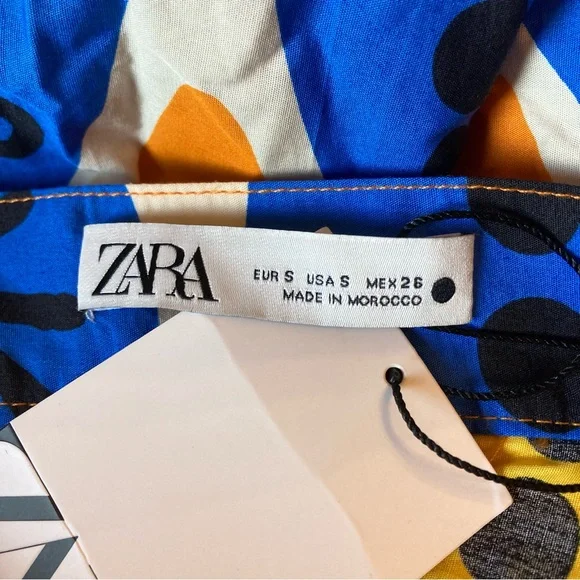 ZARA
EUR S USA S MEX 26
MADE IN MOROCCO